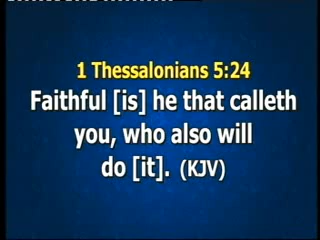 1 Thessalonians 5:24
Faithful [is] he that calleth
you, who also will
do [it]. (KJV)